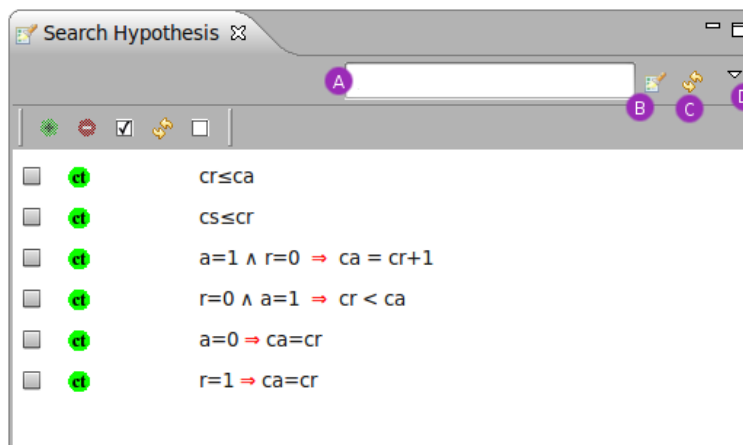 Search Hypothesis
A
B
C
D
ct cr≤ca
ct cs≤cr
ct a=1 ∧ r=0 ⇒ ca = cr+1
ct r=0 ∧ a=1 ⇒ cr < ca
ct a=0 ⇒ ca=cr
ct r=1 ⇒ ca=cr